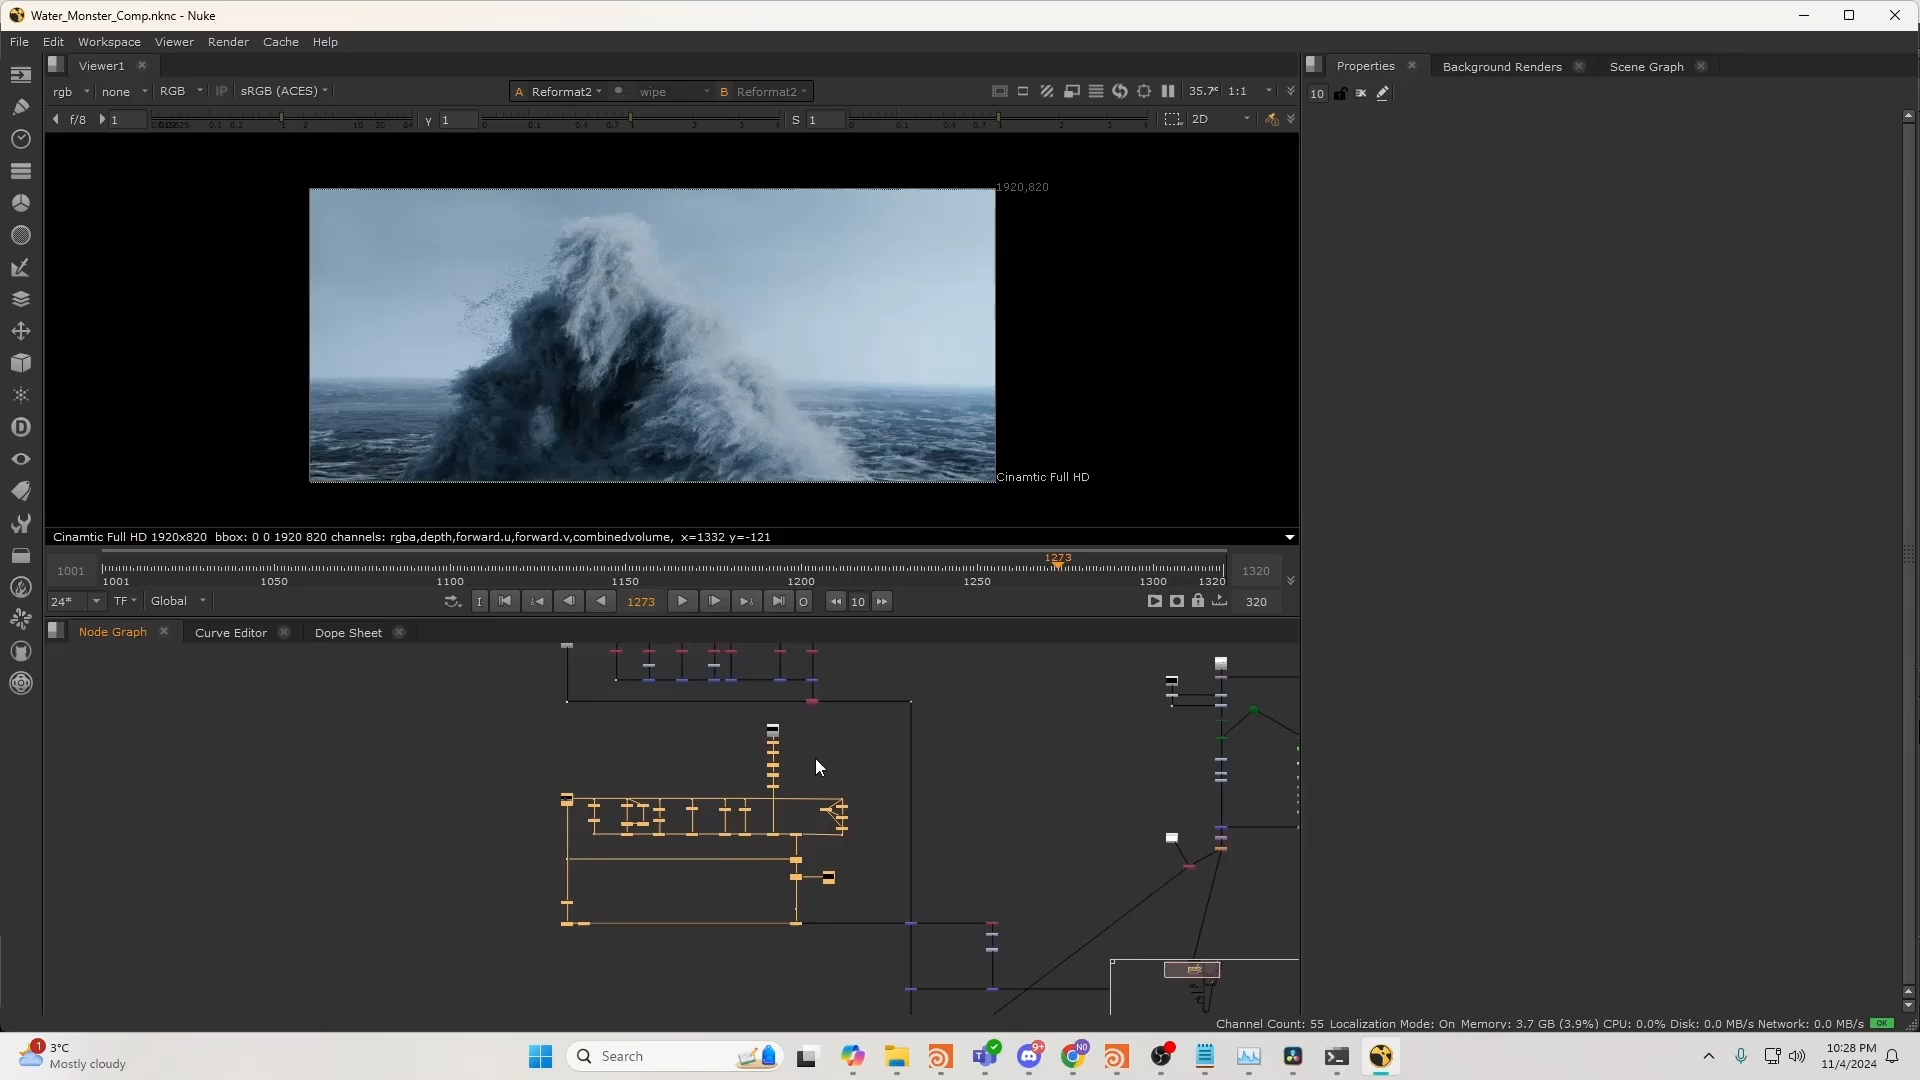 Water_Monster_Comp.nknc - Nuke
File Edit Workspace Viewer Render Cache Help
Viewer1
rgb none RGB IP sRGB (ACES) A Reformat2 wipe B Reformat2 35.7% 1:1
f/8 1 γ 1 S 1 2D
1920,820
Cinamtic Full HD
Cinamtic Full HD 1920x820 bbox: 0 0 1920 820 channels: rgba,depth,forward.u,forward.v,combinedvolume, x=1332 y=-121
1273
1001 1320
1001 1050 1100 1150 1200 1250 1300 1320
24* TF Global I 1273 O 10 320
Node Graph Curve Editor Dope Sheet
Properties Background Renders Scene Graph
10
Channel Count: 55 Localization Mode: On Memory: 3.7 GB (3.9%) CPU: 0.0% Disk: 0.0 MB/s Network: 0.0 MB/s OK
1
3°C
Mostly cloudy
Search
9+
NO
10:28 PM
11/4/2024